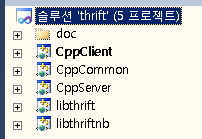 솔루션 'thrift' (5 프로젝트)
doc
CppClient
CppCommon
CppServer
libthrift
libthriftnb